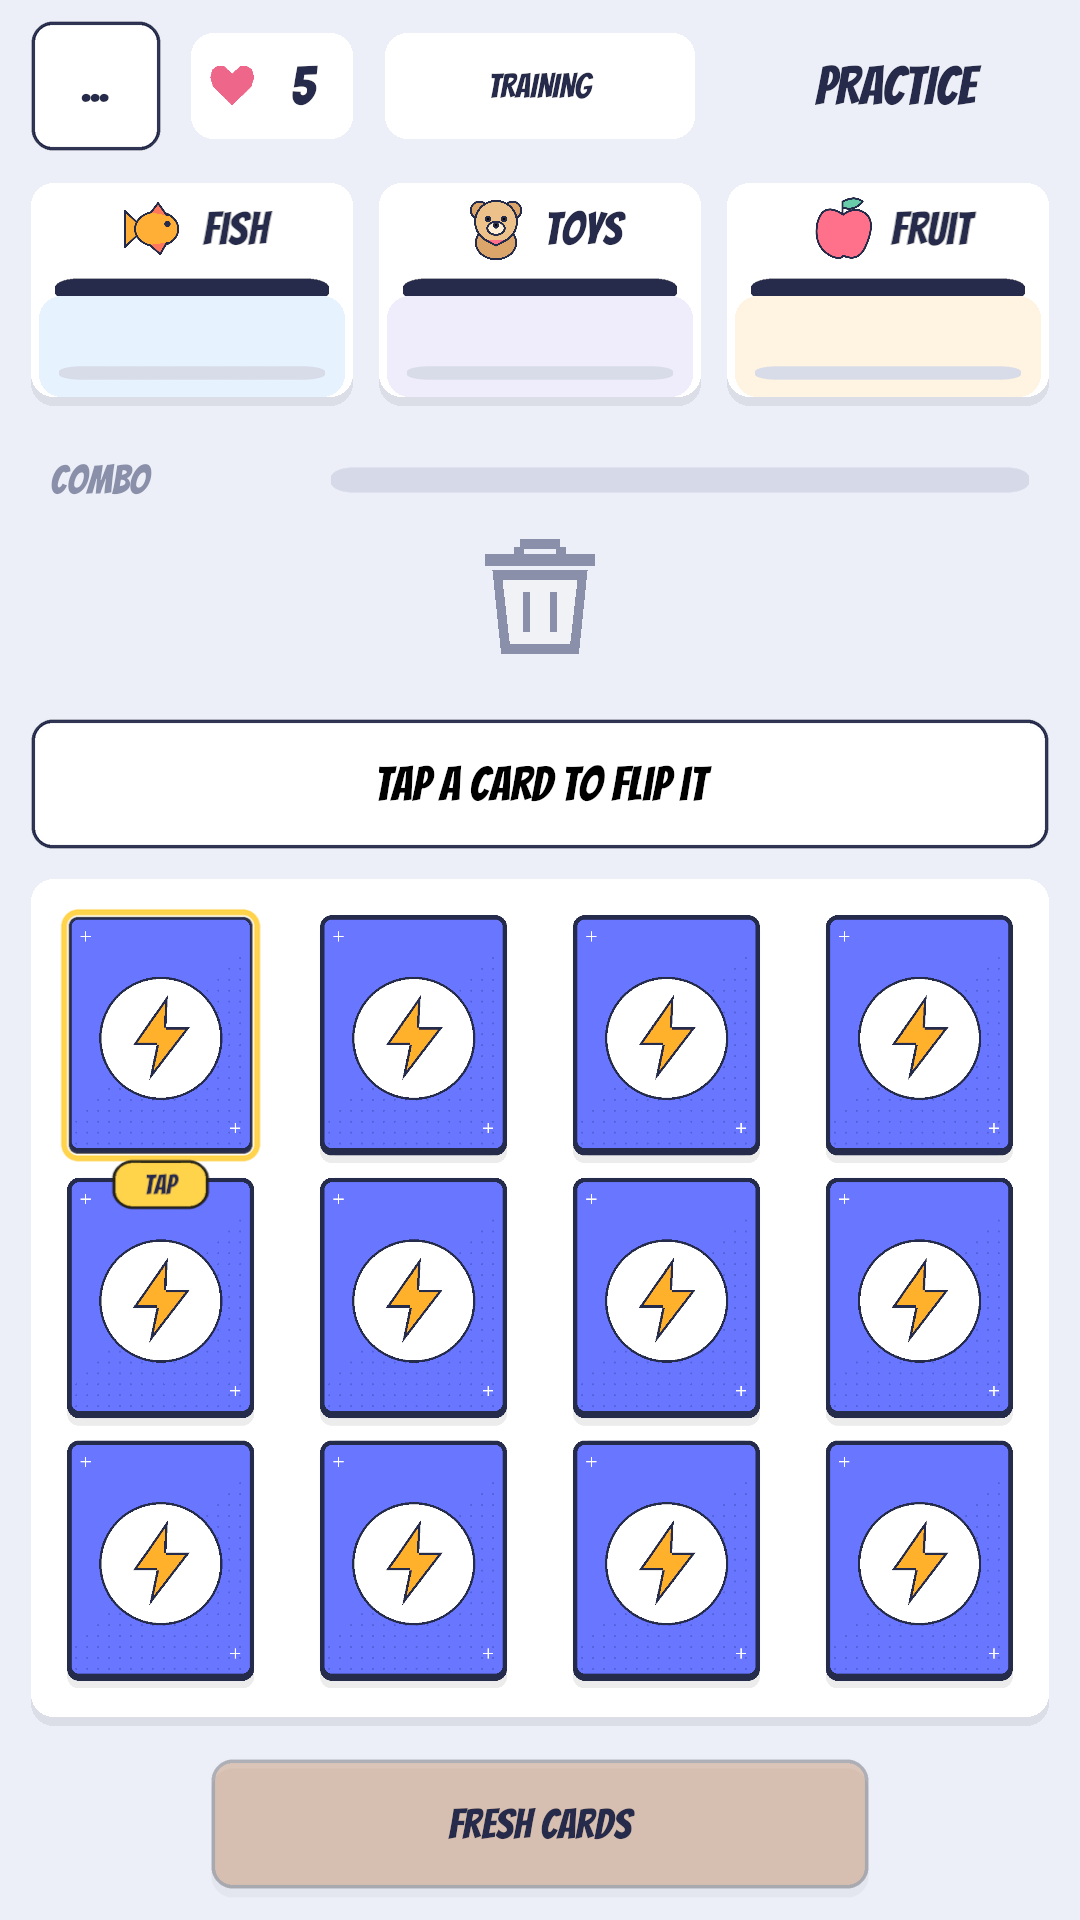 ...
5
TRAINING
PRACTICE
FISH
TOYS
FRUIT
COMBO
TAP A CARD TO FLIP IT
TAP
FRESH CARDS